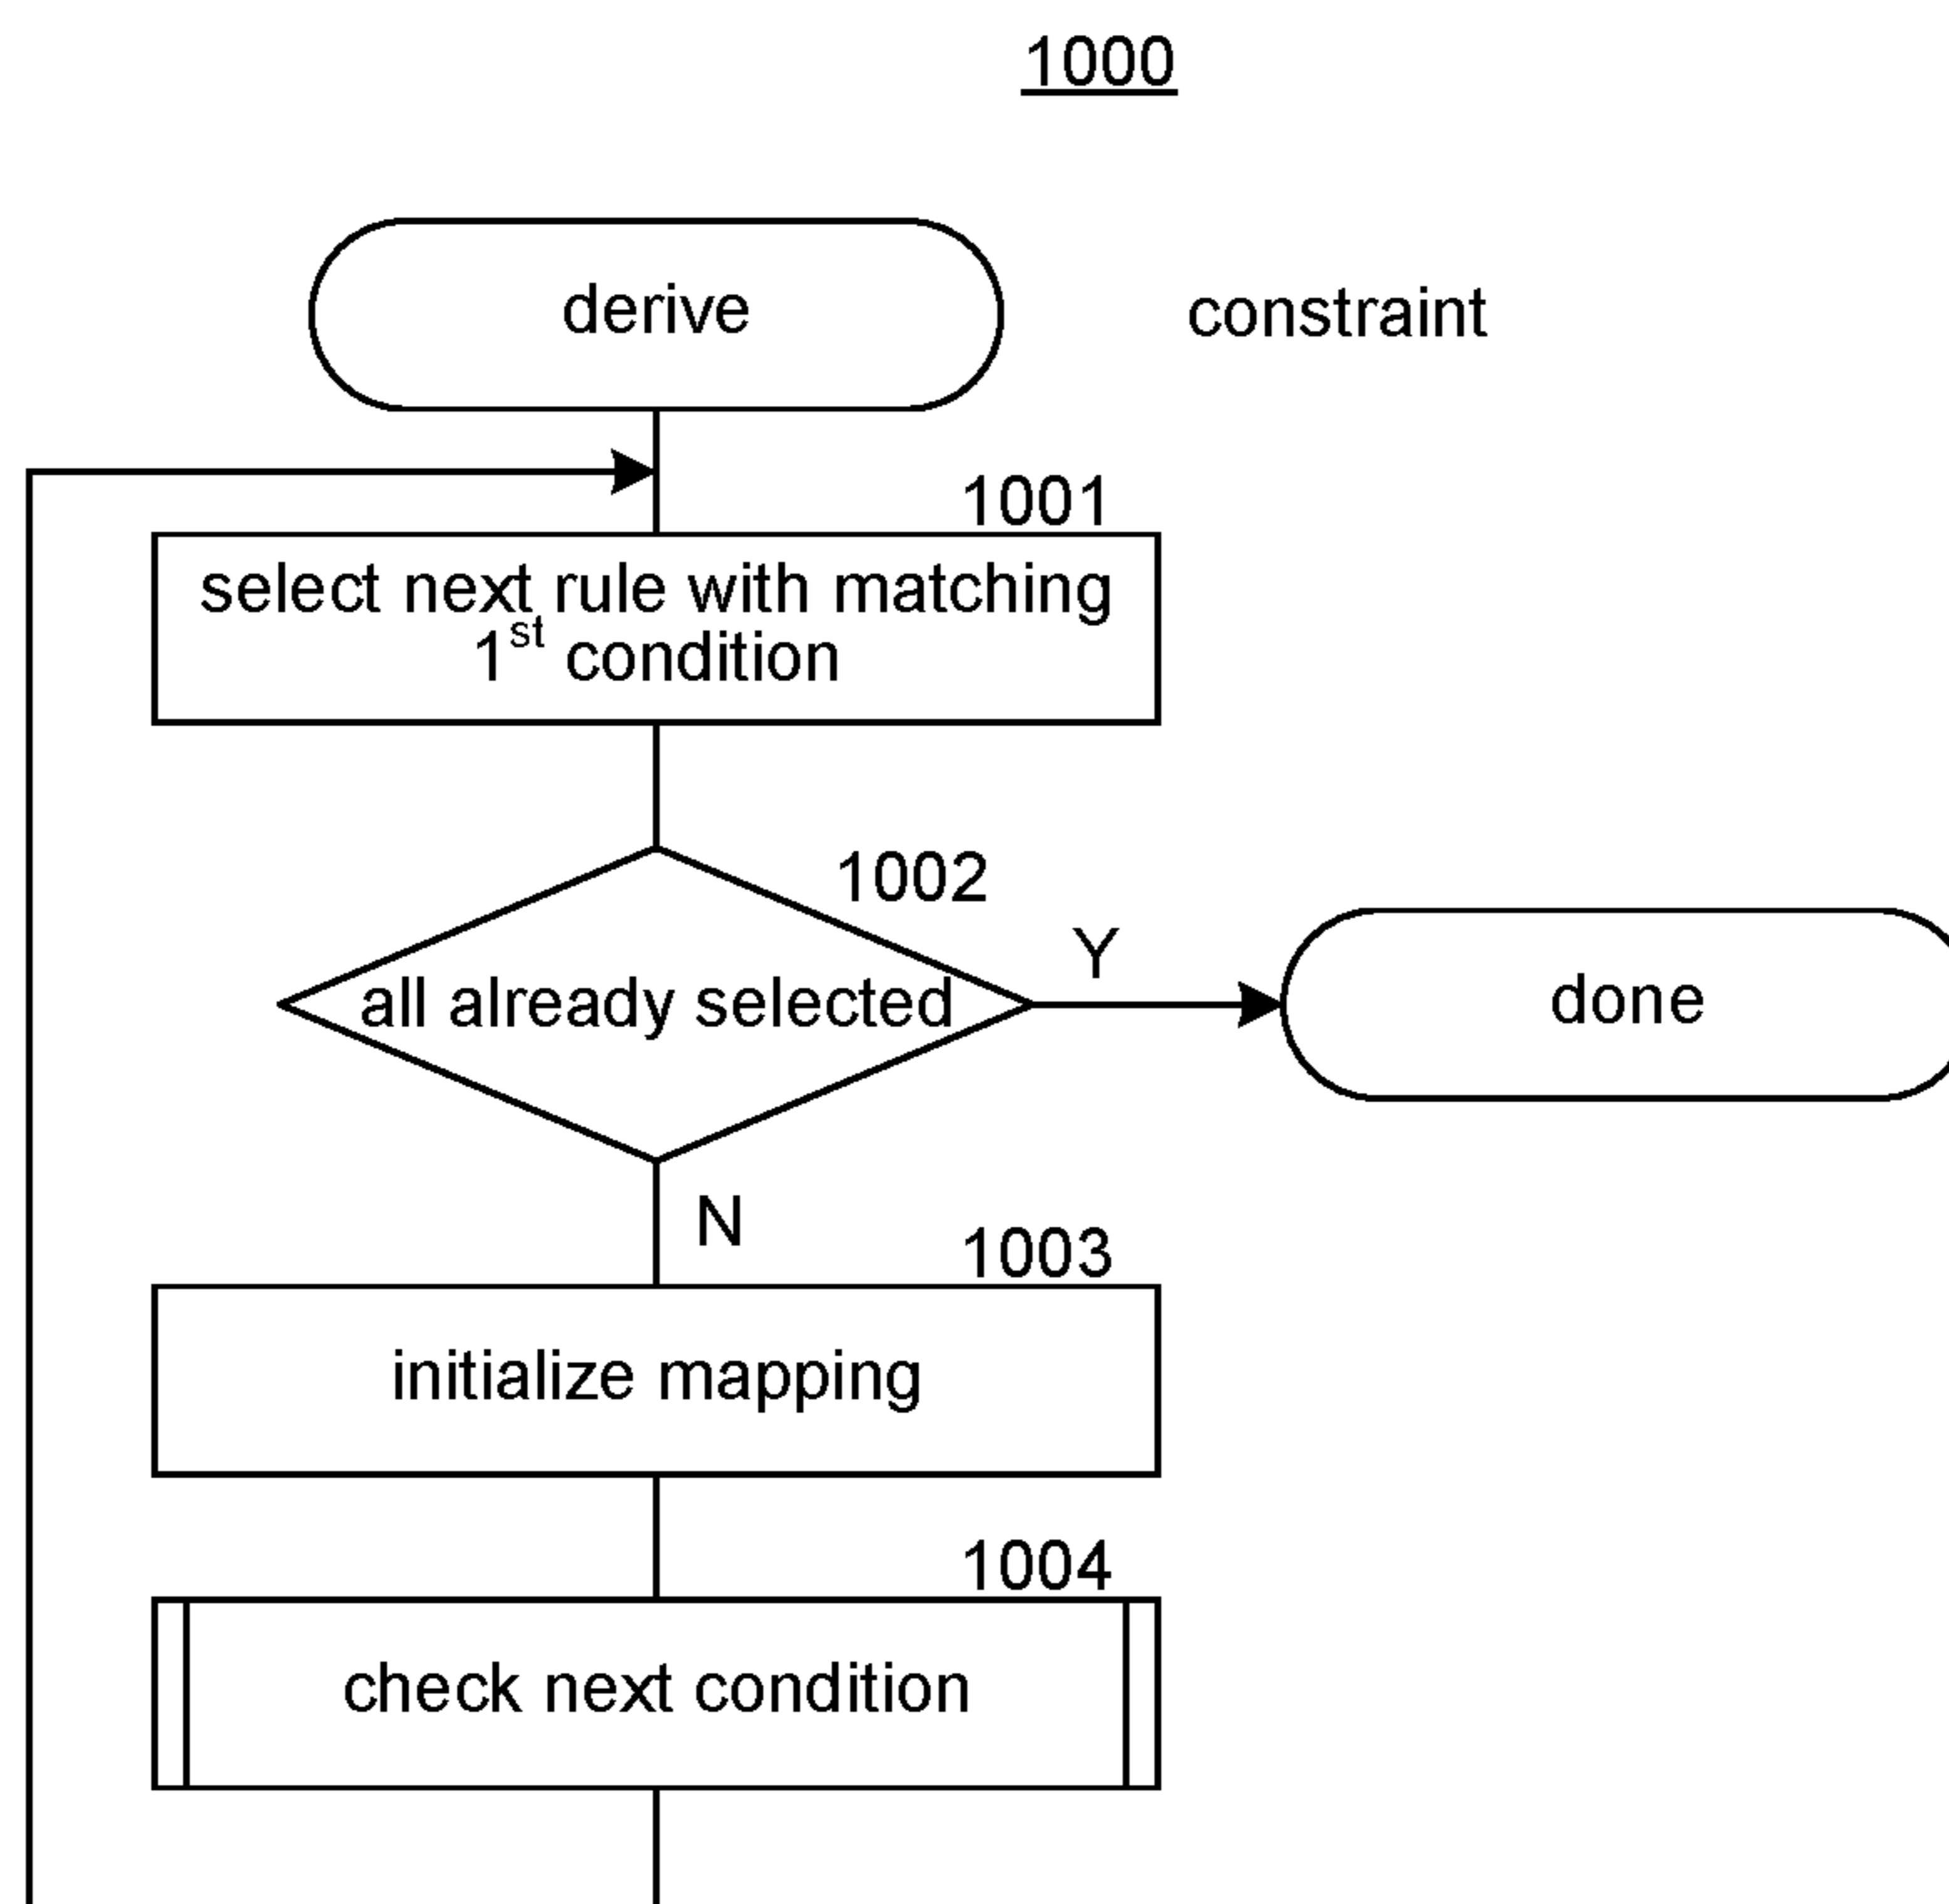 1000
derive
constraint
1001
select next rule with matching
1st condition
1002
Y
all already selected
done
N
1003
initialize mapping
1004
check next condition